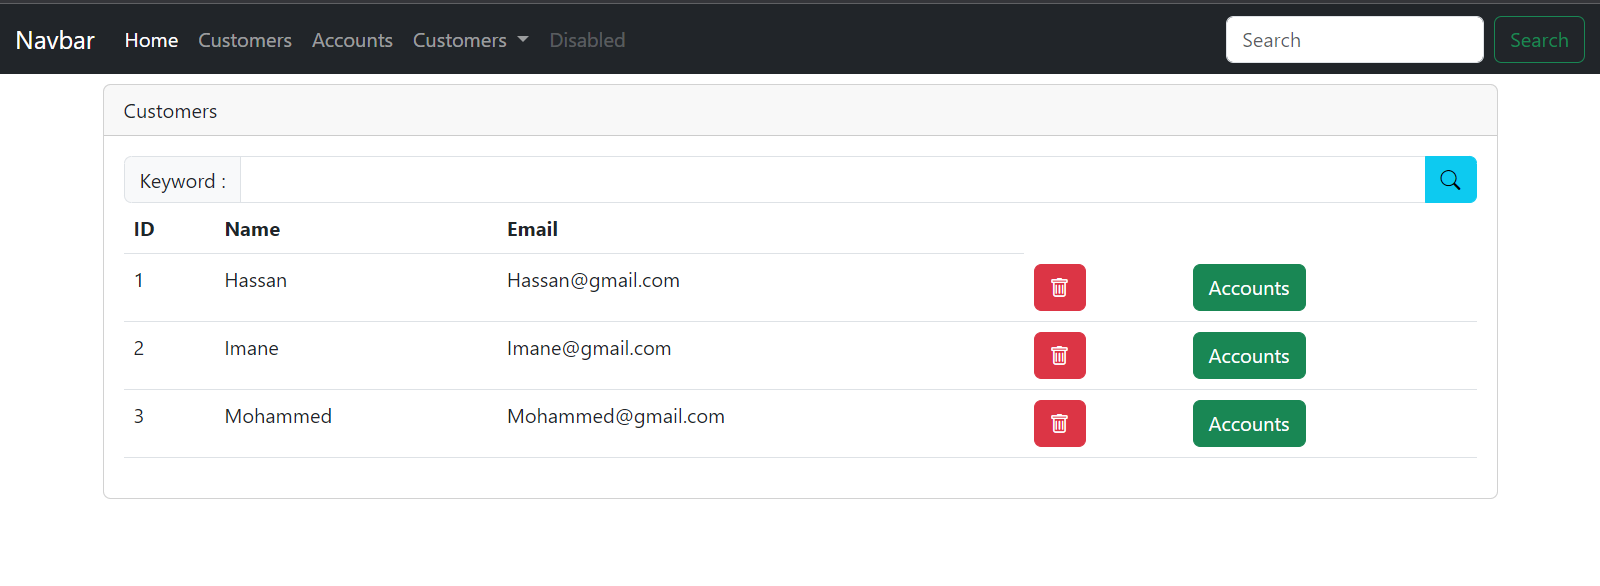 Navbar Home Customers Accounts Customers Disabled Search Search
Customers
Keyword :
ID Name Email
1 Hassan Hassan@gmail.com Accounts
2 Imane Imane@gmail.com Accounts
3 Mohammed Mohammed@gmail.com Accounts